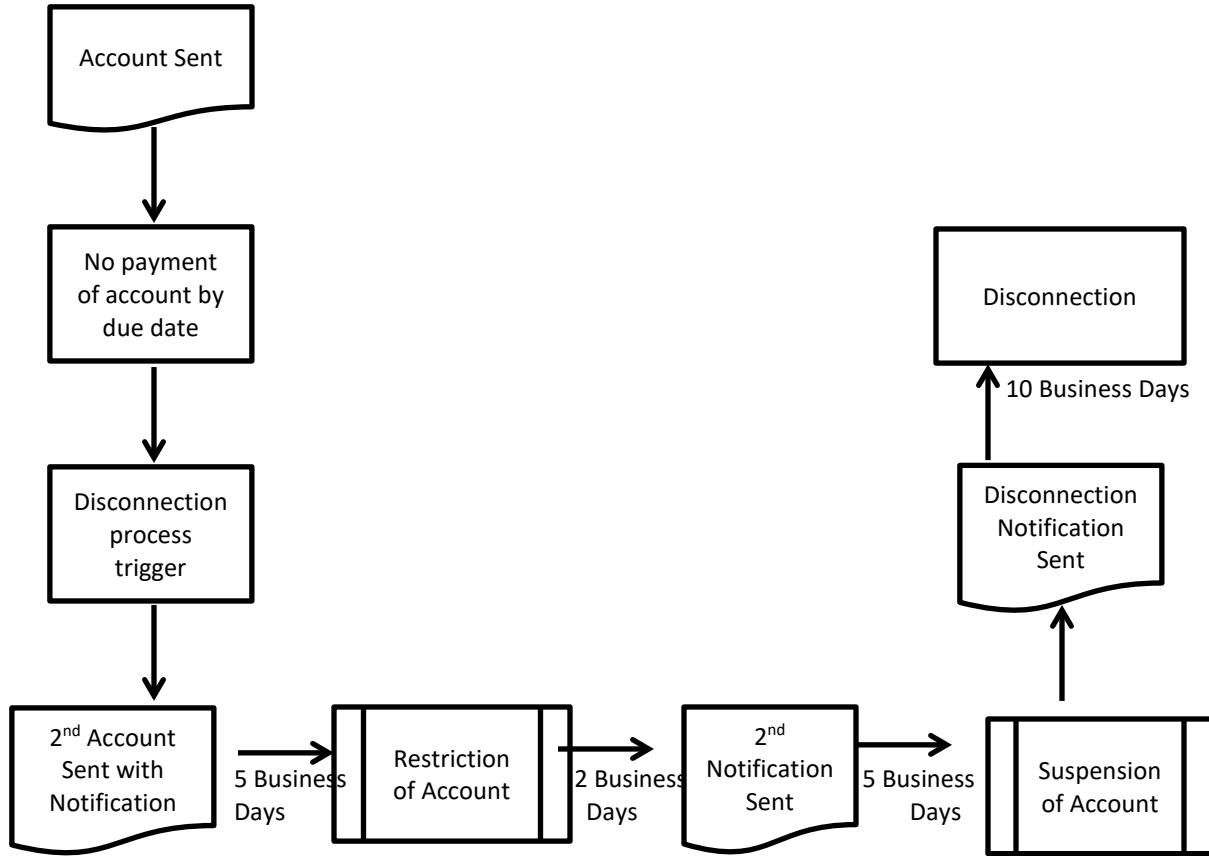 Account Sent
No payment
of account by
due date
Disconnection
process
trigger
2nd Account
Sent with
Notification
5 Business
Days
Restriction
of Account
2 Business
Days
2nd
Notification
Sent
5 Business
Days
Suspension
of Account
Disconnection
Notification
Sent
10 Business Days
Disconnection